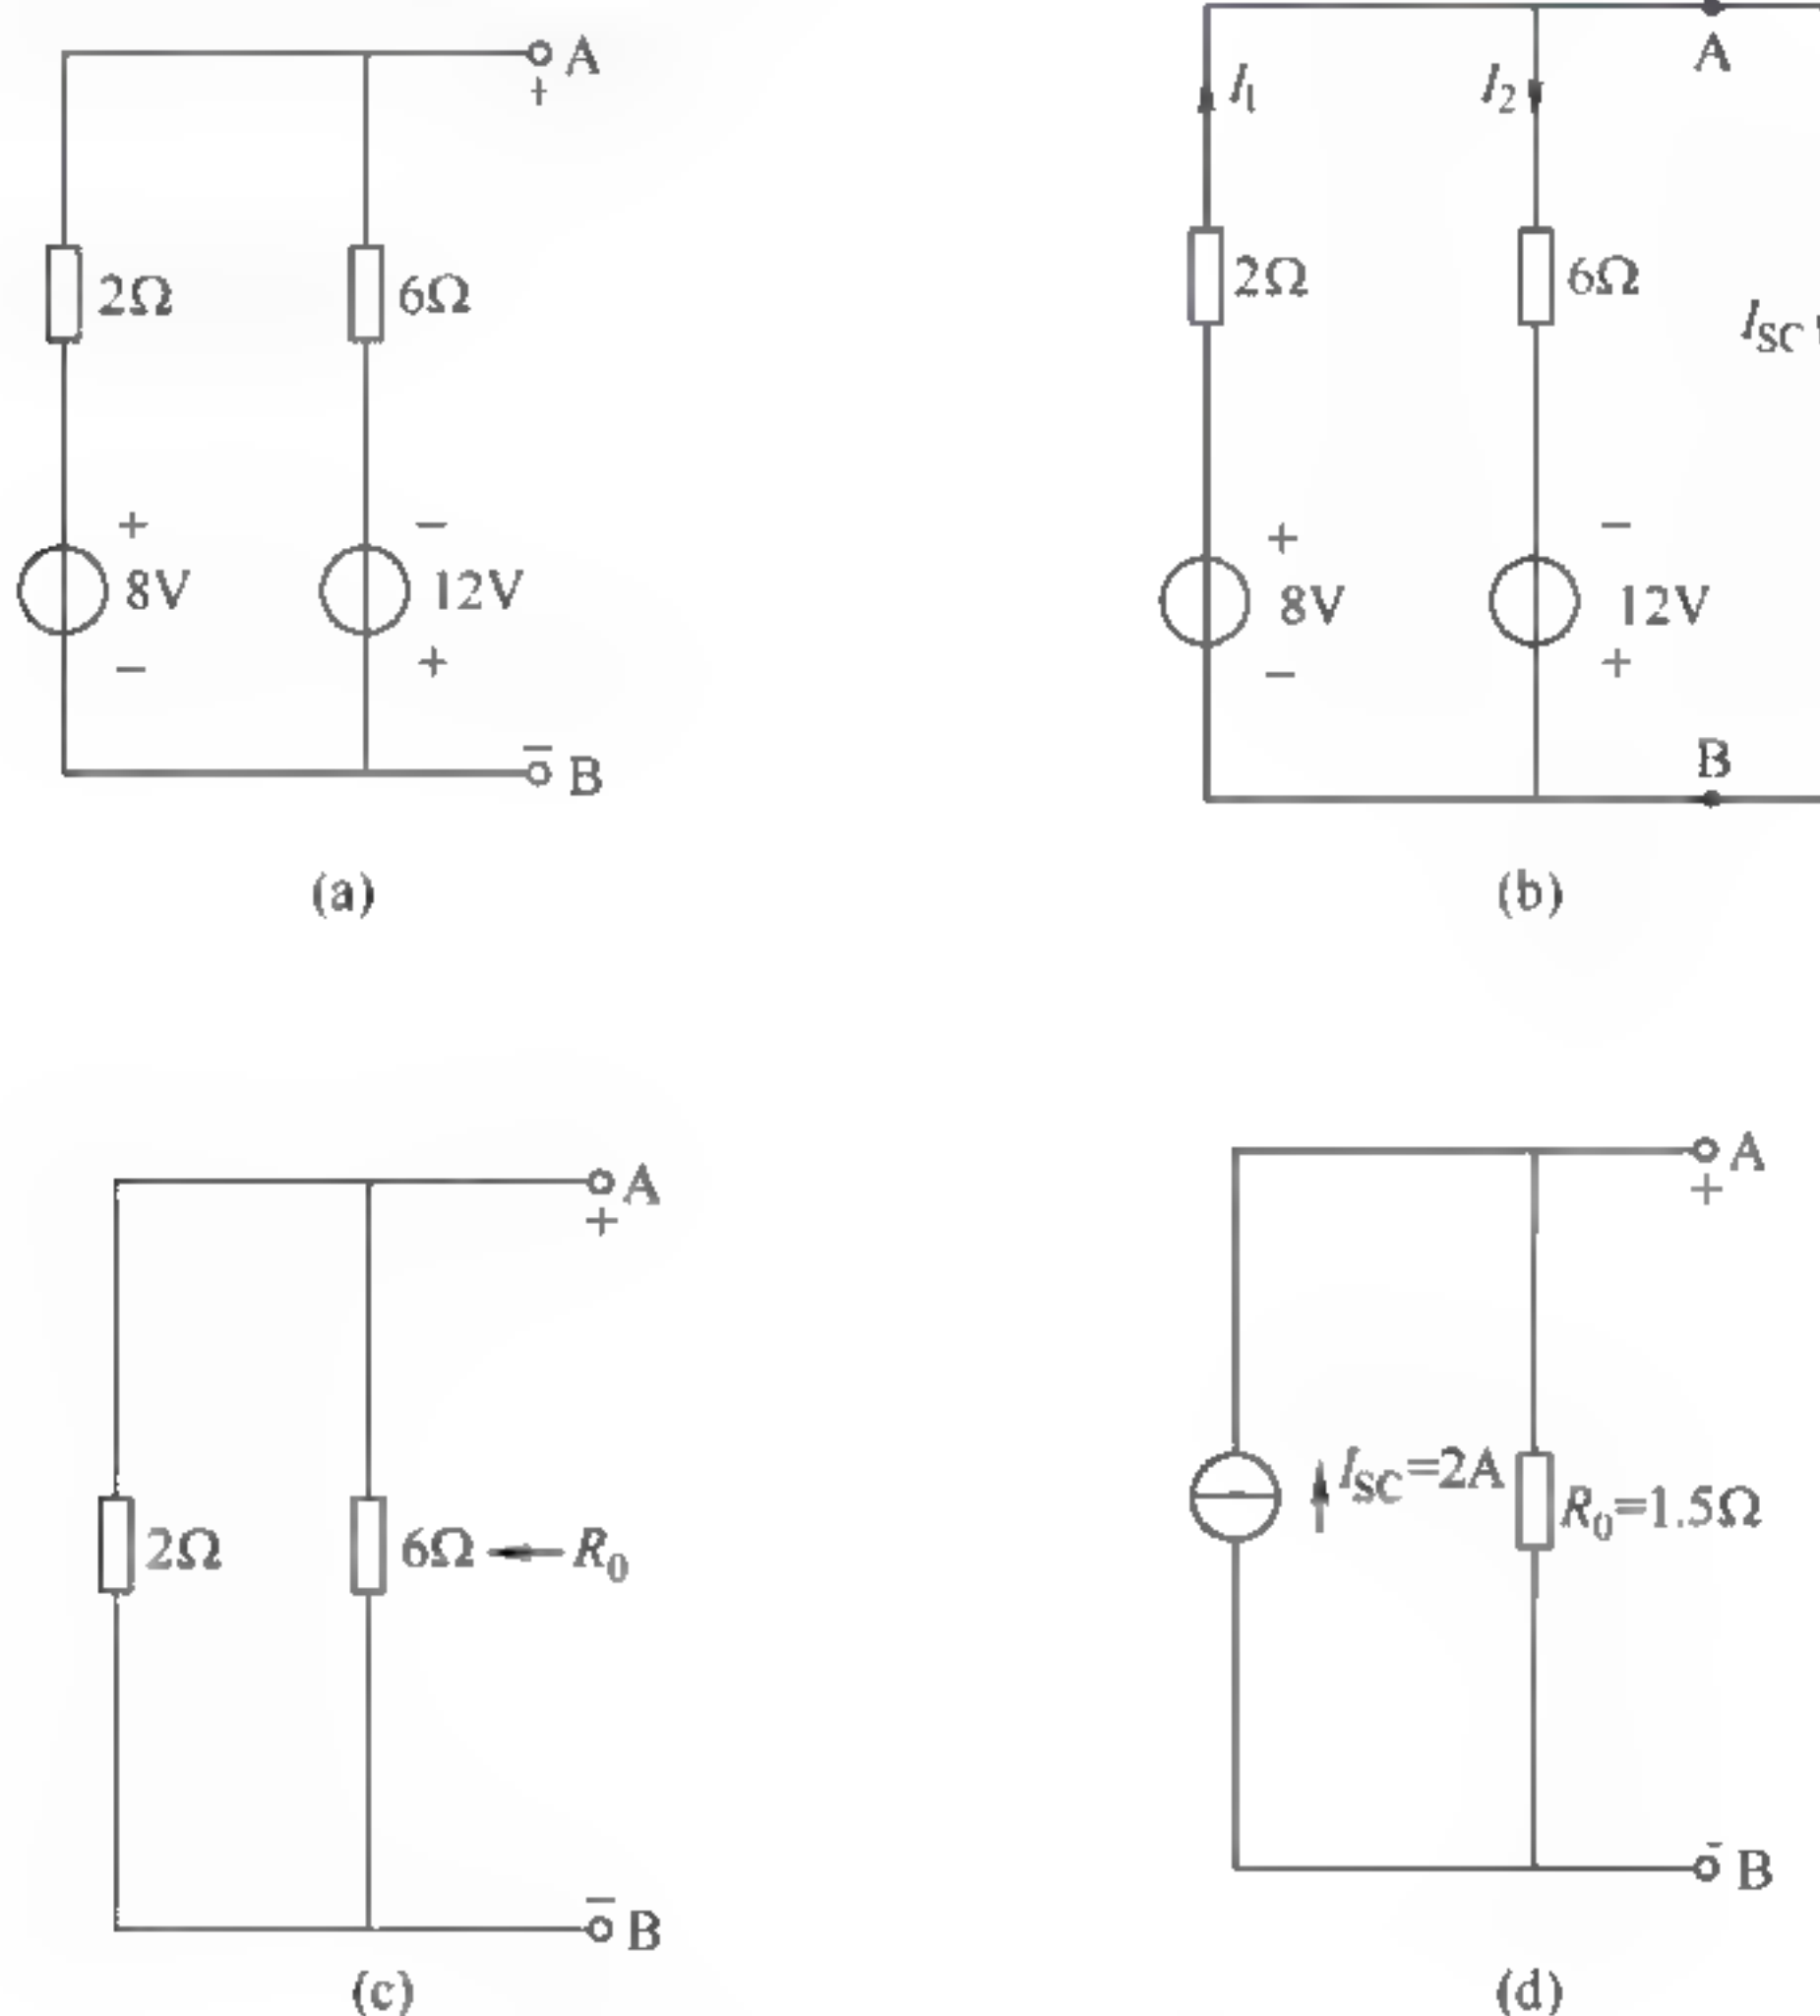 A
+
2Ω 6Ω
+ −
8V 12V
− +
− B
(a)
A
I1 I2
2Ω 6Ω
ISC
+ −
8V 12V
− +
B
(b)
A
+
2Ω 6Ω R0
−
B
(c)
A
+
ISC=2A R0=1.5Ω
-
B
(d)